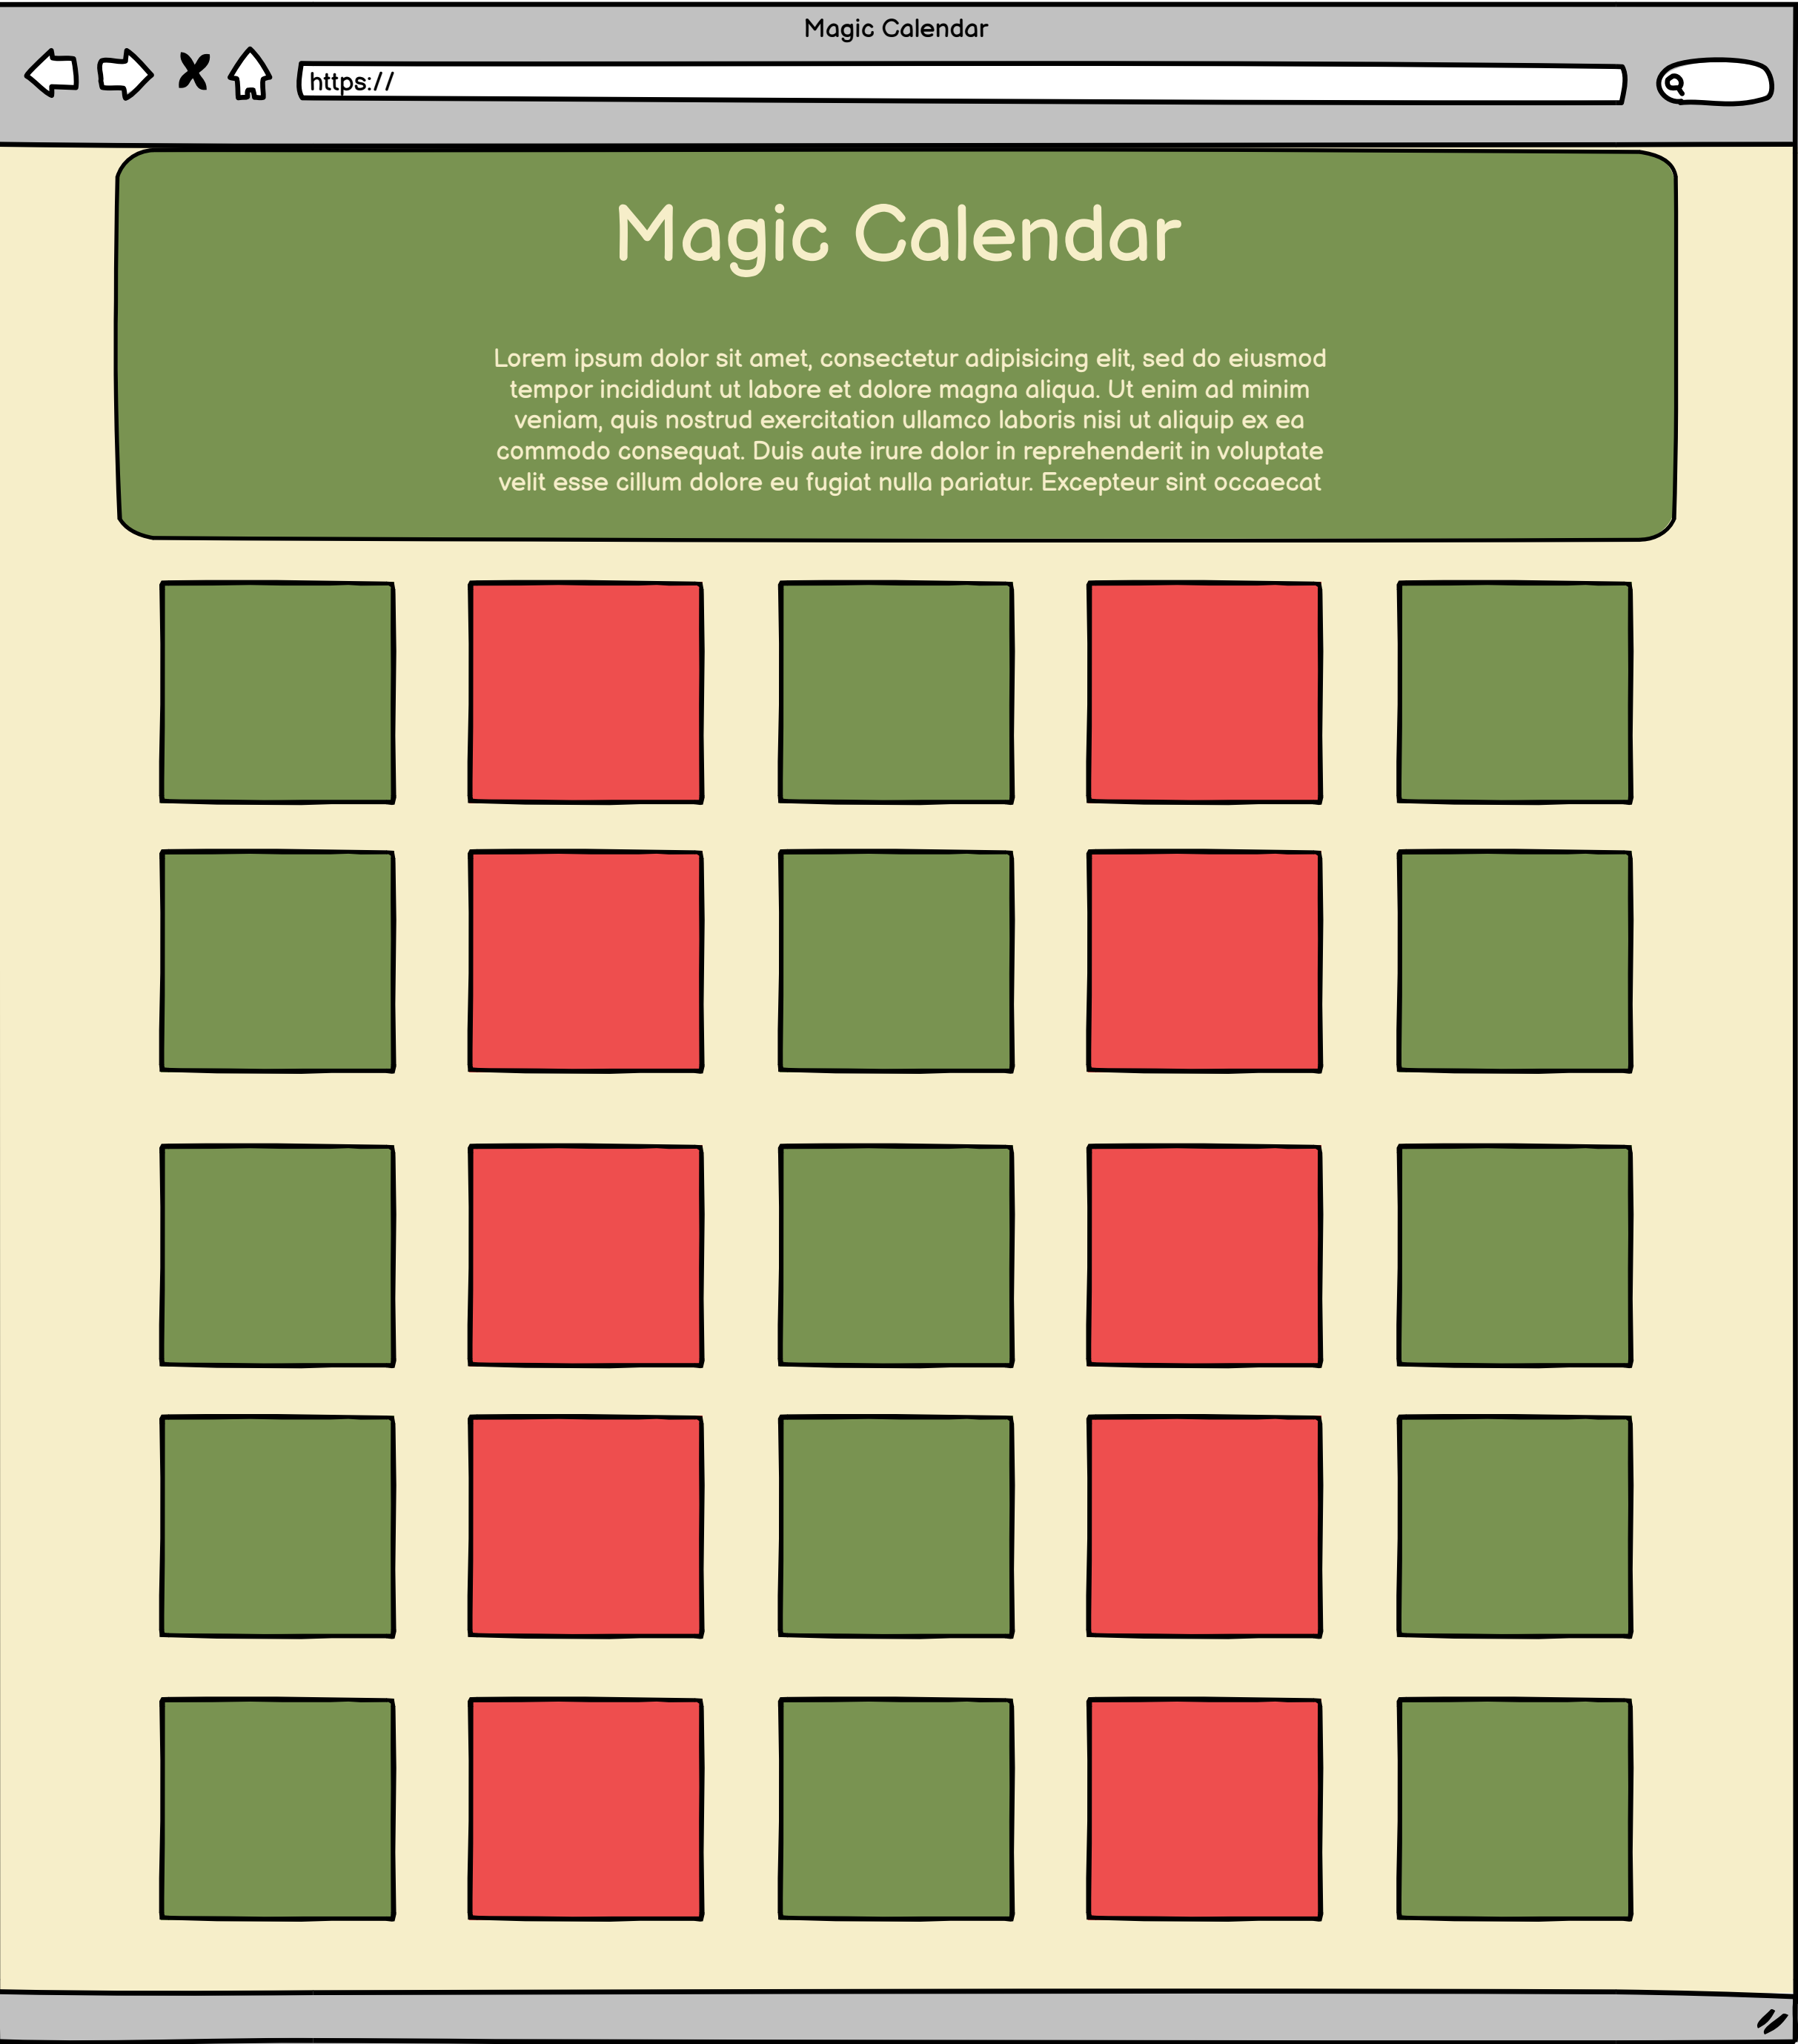 Magic Calendar
https://
Magic Calendar
Lorem ipsum dolor sit amet, consectetur adipisicing elit, sed do eiusmod
tempor incididunt ut labore et dolore magna aliqua. Ut enim ad minim
veniam, quis nostrud exercitation ullamco laboris nisi ut aliquip ex ea
commodo consequat. Duis aute irure dolor in reprehenderit in voluptate
velit esse cillum dolore eu fugiat nulla pariatur. Excepteur sint occaecat